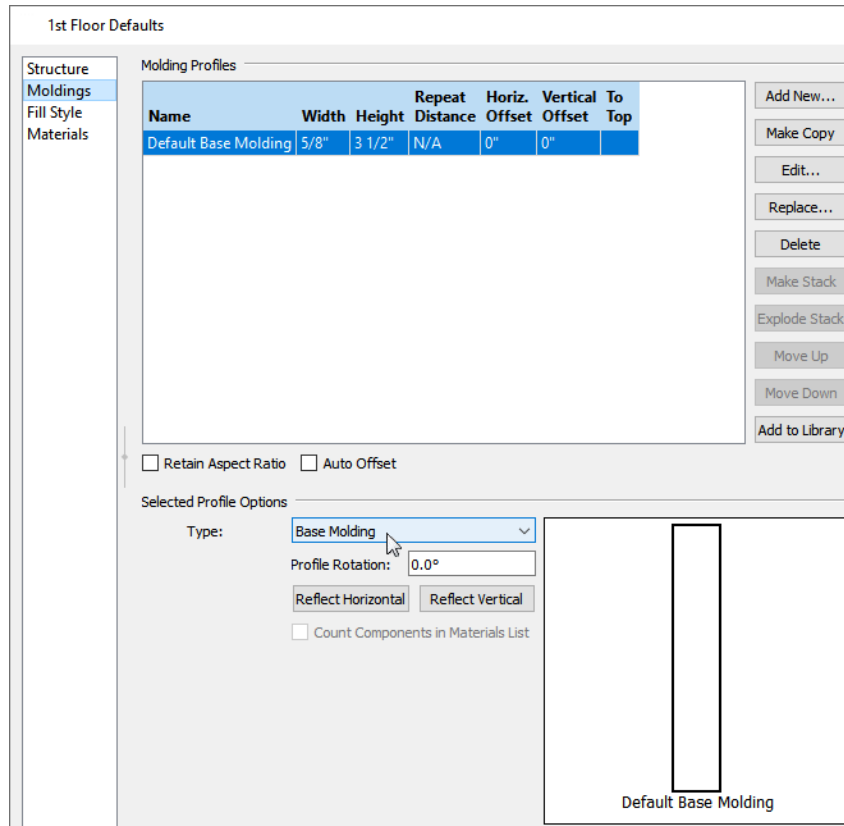 1st Floor Defaults
Structure
Moldings
Fill Style
Materials
Molding Profiles
Name Width Height Repeat Distance Horiz. Offset Vertical Offset To Top
Default Base Molding 5/8" 3 1/2" N/A 0" 0"
Add New...
Make Copy
Edit...
Replace...
Delete
Make Stack
Explode Stack
Move Up
Move Down
Add to Library
Retain Aspect Ratio Auto Offset
Selected Profile Options
Type: Base Molding
Profile Rotation: 0.0°
Reflect Horizontal Reflect Vertical
Count Components in Materials List
Default Base Molding